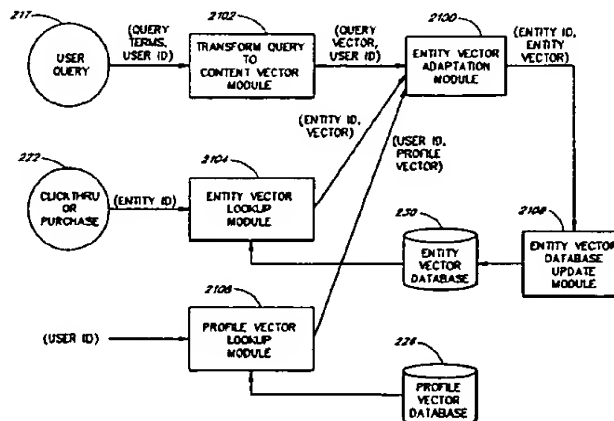 217
(QUERY
TERMS,
USER ID)
USER
QUERY
2102
TRANSFORM QUERY
TO
CONTENT VECTOR
MODULE
(QUERY
VECTOR,
USER ID)
2100
ENTITY VECTOR
ADAPTATION
MODULE
(ENTITY ID,
ENTITY
VECTOR)
(ENTITY ID,
VECTOR)
(USER ID,
PROFILE
VECTOR)
222
CLICKTHRU
OR
PURCHASE
(ENTITY ID)
2104
ENTITY VECTOR
LOOKUP
MODULE
230
ENTITY
VECTOR
DATABASE
2108
ENTITY VECTOR
DATABASE
UPDATE
MODULE
(USER ID)
PROFILE VECTOR
LOOKUP
MODULE
PROFILE
VECTOR
DATABASE